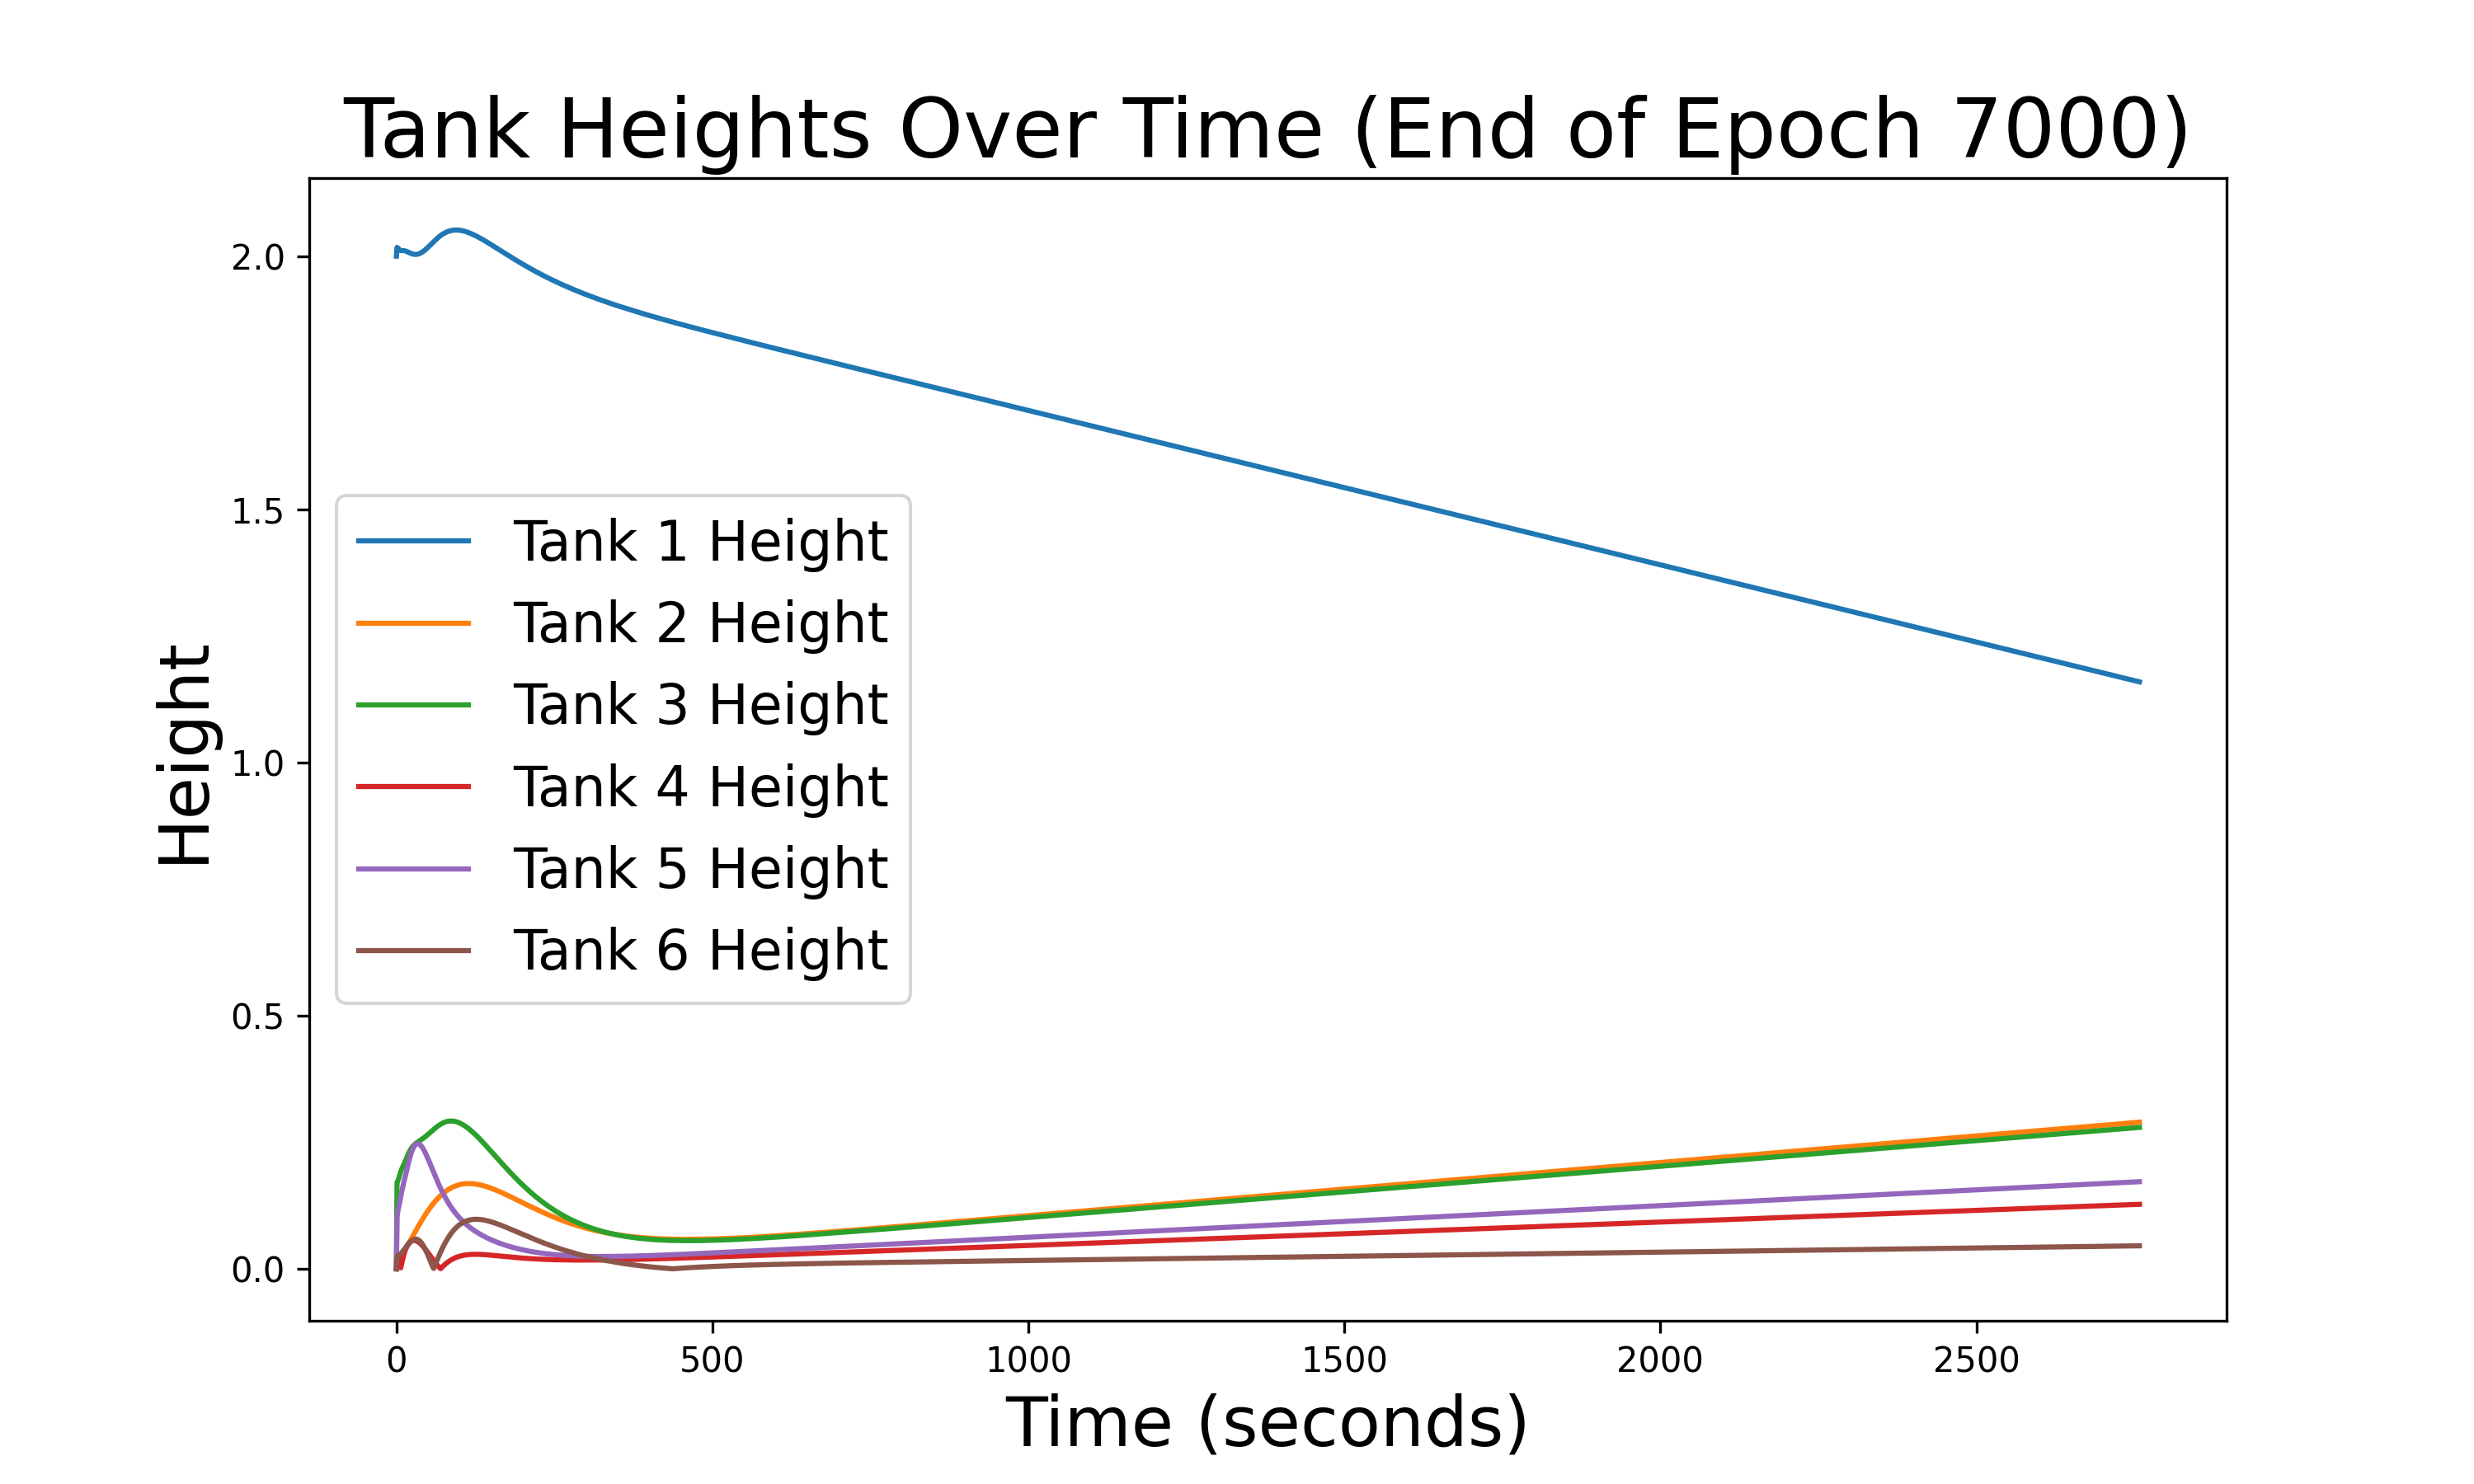 Tank Heights Over Time (End of Epoch 7000)
Height
2.0
1.5
1.0
0.5
0.0
Tank 1 Height
Tank 2 Height
Tank 3 Height
Tank 4 Height
Tank 5 Height
Tank 6 Height
0 500 1000 1500 2000 2500
Time (seconds)